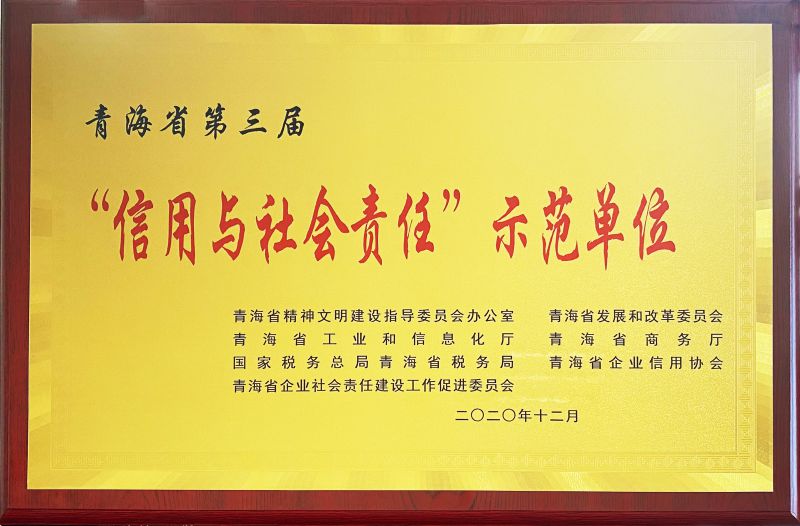 青海省第三届
“信用与社会责任”示范单位
青海省精神文明建设指导委员会办公室 青海省发展和改革委员会
青海省工业和信息化厅 青海省商务厅
国家税务总局青海省税务局 青海省企业信用协会
青海省企业社会责任建设工作促进委员会
二〇二〇年十二月